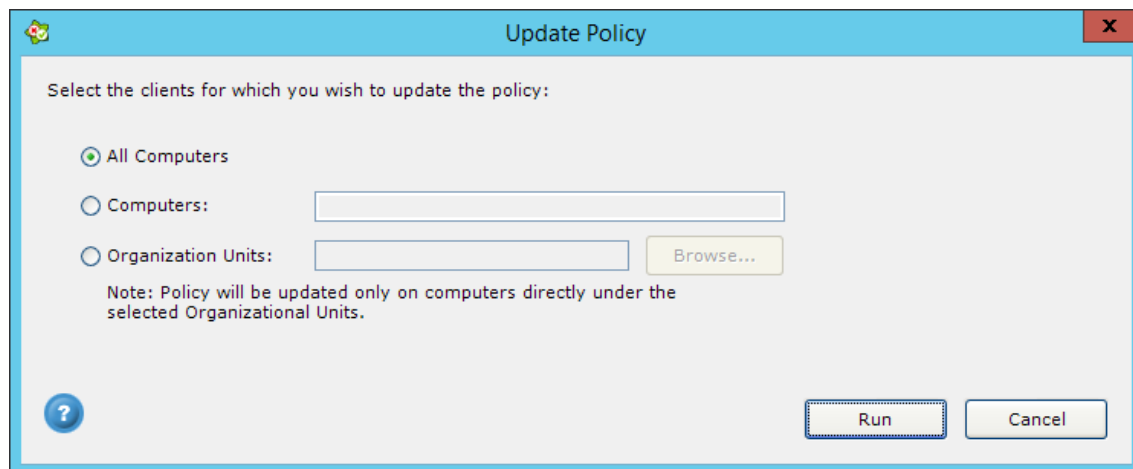 Update Policy
x
Select the clients for which you wish to update the policy:
All Computers
Computers:
Organization Units:
Browse...
Note: Policy will be updated only on computers directly under the
selected Organizational Units.
?
Run
Cancel